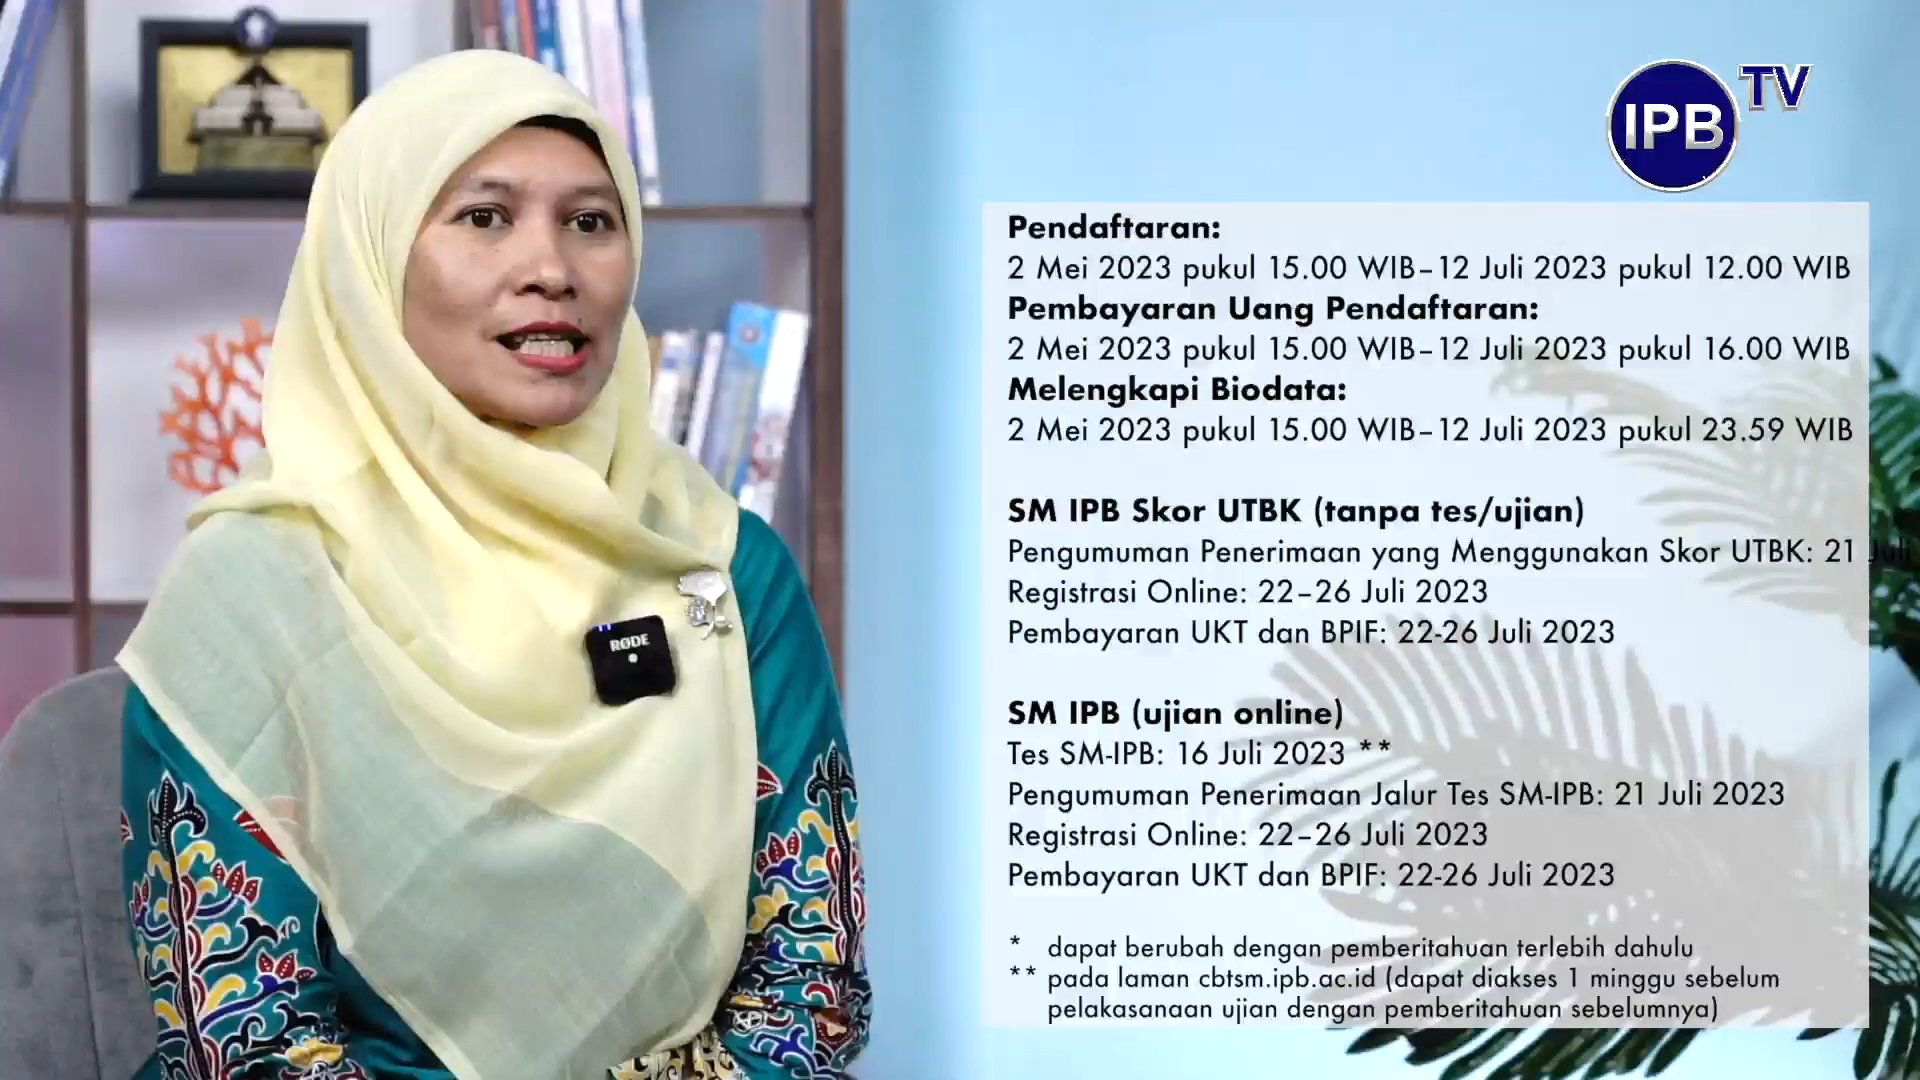 IPB TV
Pendaftaran:
2 Mei 2023 pukul 15.00 WIB–12 Juli 2023 pukul 12.00 WIB
Pembayaran Uang Pendaftaran:
2 Mei 2023 pukul 15.00 WIB–12 Juli 2023 pukul 16.00 WIB
Melengkapi Biodata:
2 Mei 2023 pukul 15.00 WIB–12 Juli 2023 pukul 23.59 WIB
SM IPB Skor UTBK (tanpa tes/ujian)
Pengumuman Penerimaan yang Menggunakan Skor UTBK: 21 Juli
Registrasi Online: 22–26 Juli 2023
Pembayaran UKT dan BPIF: 22-26 Juli 2023
SM IPB (ujian online)
Tes SM-IPB: 16 Juli 2023 **
Pengumuman Penerimaan Jalur Tes SM-IPB: 21 Juli 2023
Registrasi Online: 22–26 Juli 2023
Pembayaran UKT dan BPIF: 22-26 Juli 2023
* dapat berubah dengan pemberitahuan terlebih dahulu
** pada laman cbtsm.ipb.ac.id (dapat diakses 1 minggu sebelum
pelakasanaan ujian dengan pemberitahuan sebelumnya)
RØDE